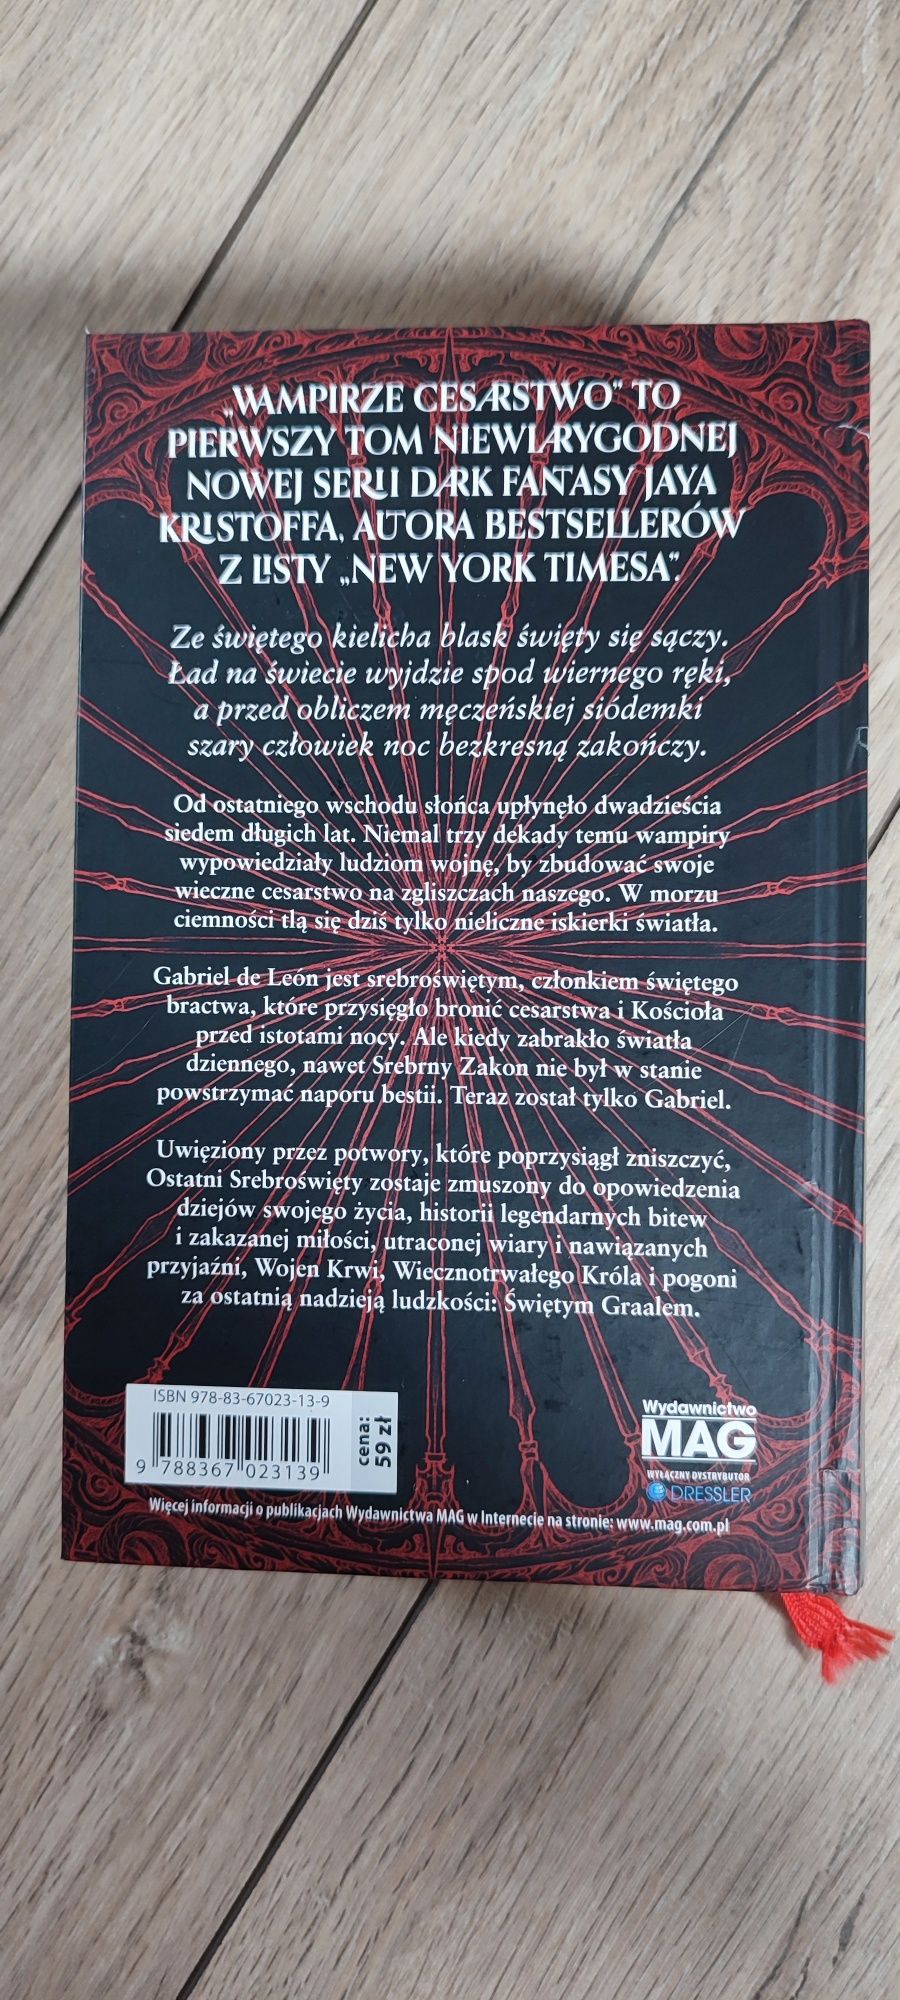 „WAMPIRZE CESARSTWO” TO
PIERWSZY TOM NIEWIARYGODNEJ
NOWEJ SERII DARK FANTASY JAYA
KRISTOFFA, AUTORA BESTSELLERÓW
Z LISTY „NEW YORK TIMESA”.
Ze świętego kielicha blask święty się sączy.
Ład na świecie wyjdzie spod wiernego ręki,
a przed obliczem męczeńskiej siódemki
szary człowiek noc bezkresną zakończy.
Od ostatniego wschodu słońca upłynęło dwadzieścia
siedem długich lat. Niemal trzy dekady temu wampiry
wypowiedziały ludziom wojnę, by zbudować swoje
wieczne cesarstwo na zgliszczach naszego. W morzu
ciemności tlą się dziś tylko nieliczne iskierki światła.
Gabriel de León jest srebroświętym, członkiem świętego
bractwa, które przysięgło bronić cesarstwa i Kościoła
przed istotami nocy. Ale kiedy zabrakło światła
dziennego, nawet Srebrny Zakon nie był w stanie
powstrzymać naporu bestii. Teraz został tylko Gabriel.
Uwięziony przez potwory, które poprzysiągł zniszczyć,
Ostatni Srebroświęty zostaje zmuszony do opowiedzenia
dziejów swojego życia, historii legendarnych bitew
i zakazanej miłości, utraconej wiary i nawiązanych
przyjaźni, Wojen Krwi, Wiecznotrwałego Króla i pogoni
za ostatnią nadzieją ludzkości: Świętym Graalem.
ISBN 978-83-67023-13-9
9 788367 023139
cena:
59 zł
Wydawnictwo
MAG
WYŁĄCZNY DYSTRYBUTOR
DRESSLER
Więcej informacji o publikacjach Wydawnictwa MAG w Internecie na stronie: www.mag.com.pl